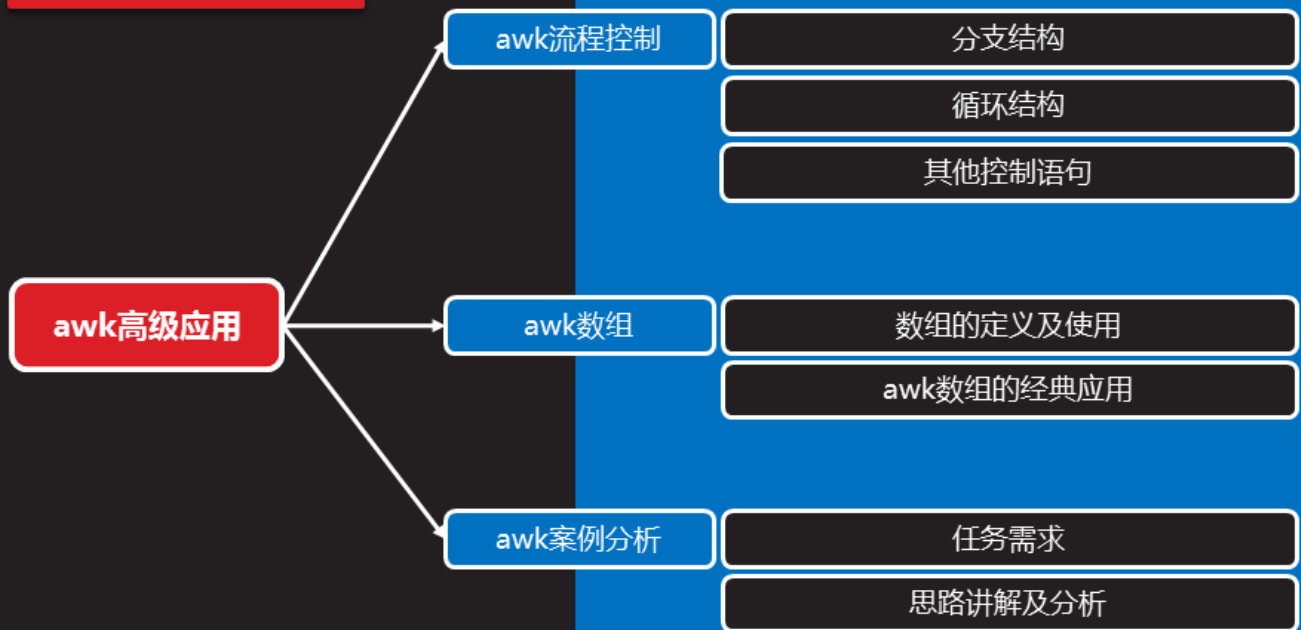 awk流程控制
分支结构
循环结构
其他控制语句
awk高级应用
awk数组
数组的定义及使用
awk数组的经典应用
awk案例分析
任务需求
思路讲解及分析